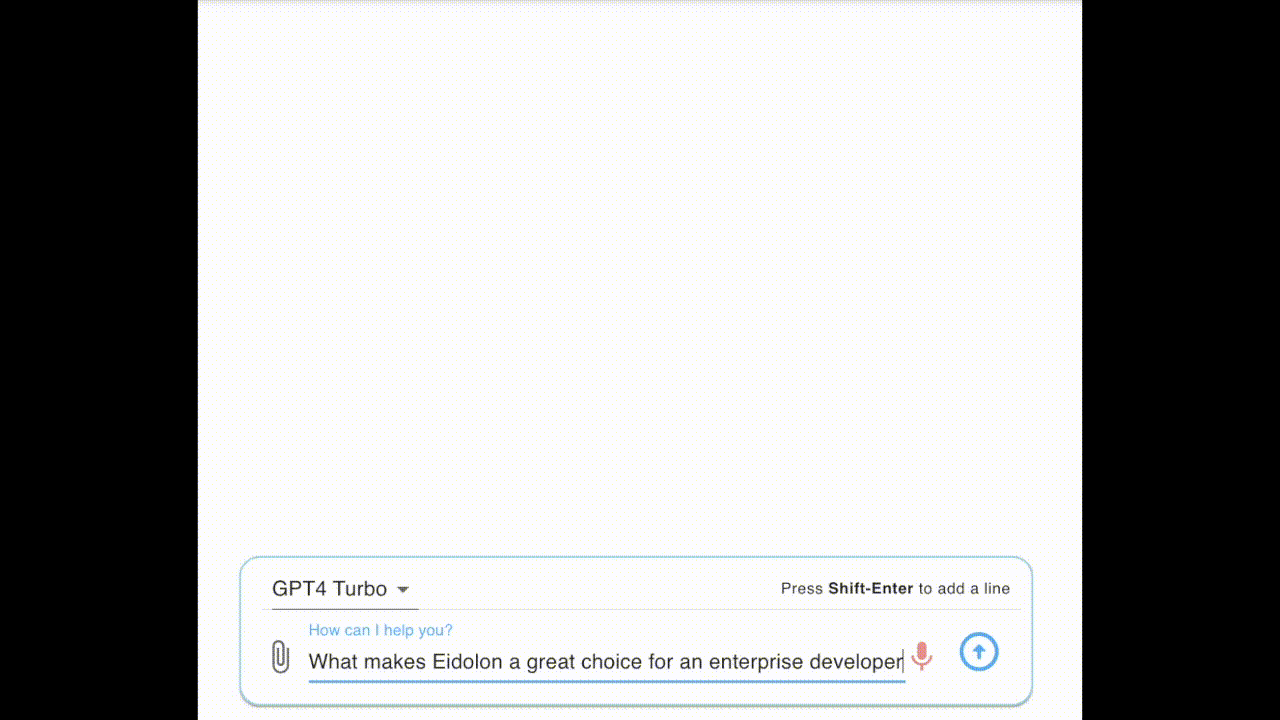 GPT4 Turbo
Press Shift-Enter to add a line
How can I help you?
What makes Eidolon a great choice for an enterprise developer